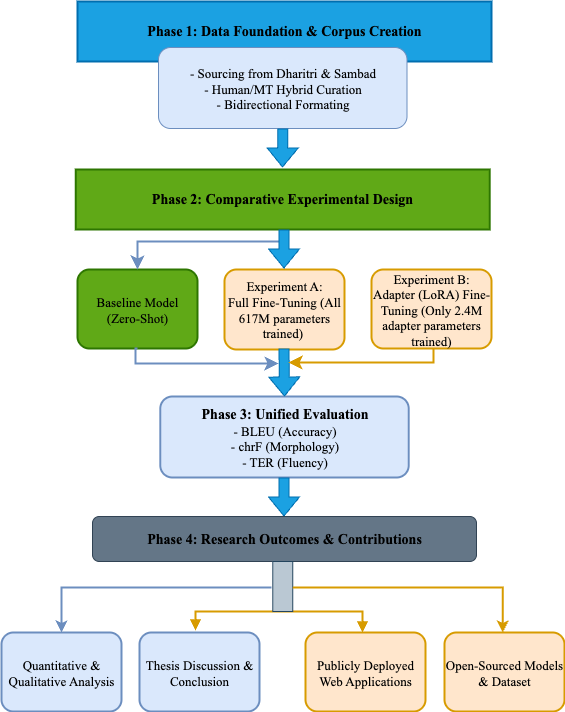 Phase 1: Data Foundation & Corpus Creation
- Sourcing from Dharitri & Sambad
- Human/MT Hybrid Curation
- Bidirectional Formating
Phase 2: Comparative Experimental Design
Baseline Model
(Zero-Shot)
Experiment A:
Full Fine-Tuning (All
617M parameters
trained)
Experiment B:
Adapter (LoRA) Fine-
Tuning (Only 2.4M
adapter parameters
trained)
Phase 3: Unified Evaluation
- BLEU (Accuracy)
- chrF (Morphology)
- TER (Fluency)
Phase 4: Research Outcomes & Contributions
Quantitative &
Qualitative Analysis
Thesis Discussion &
Conclusion
Publicly Deployed
Web Applications
Open-Sourced Models
& Dataset